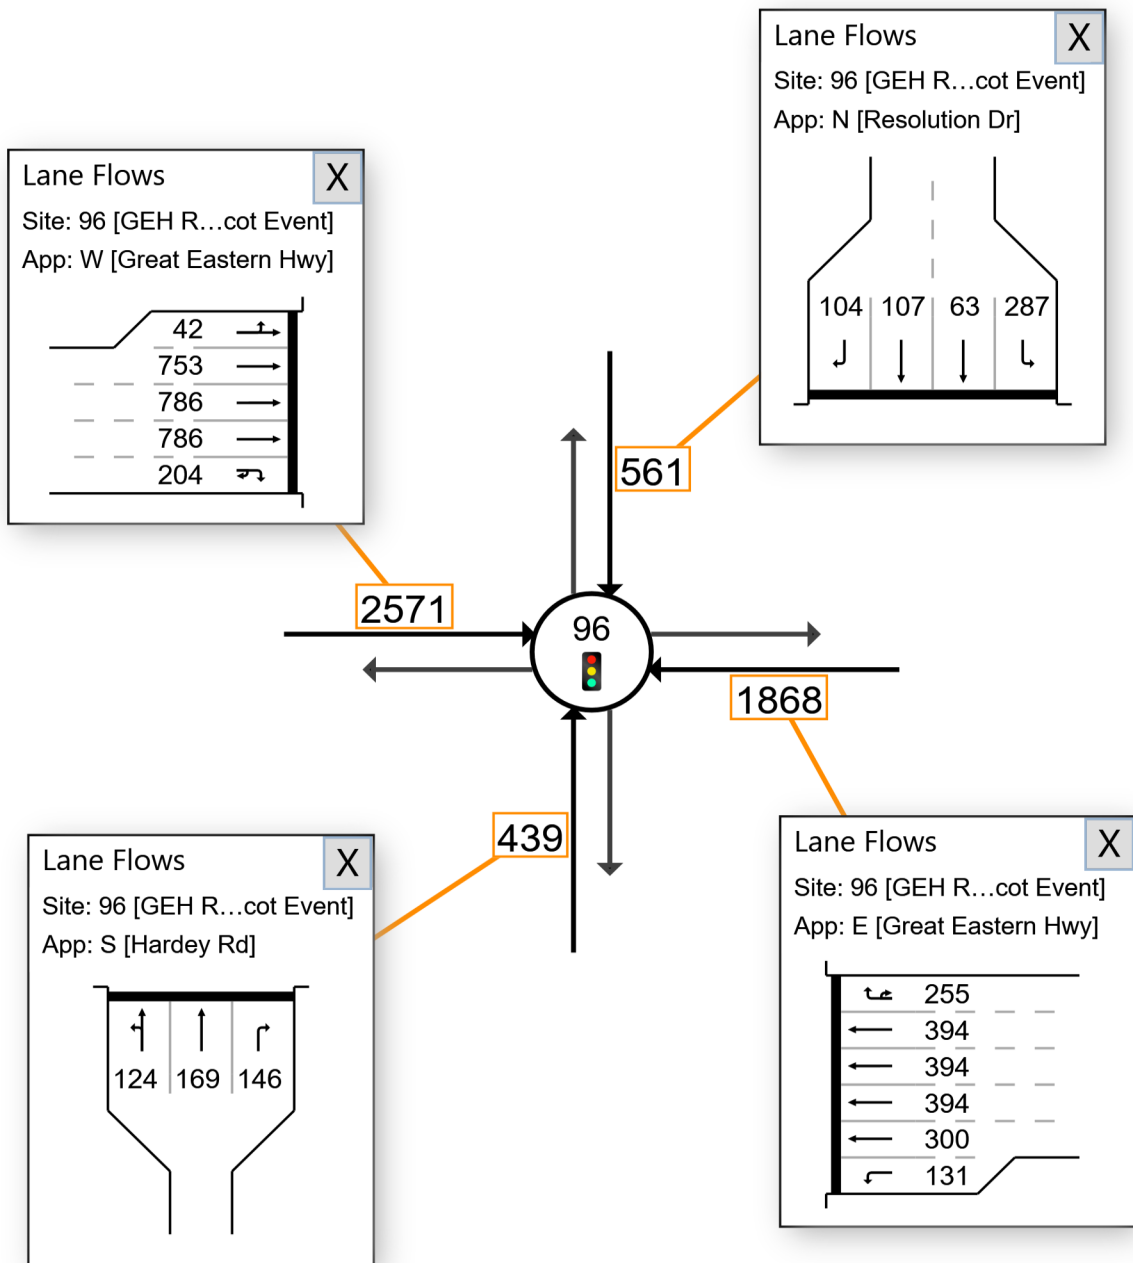 Lane Flows X
Site: 96 [GEH R...cot Event]
App: N [Resolution Dr]
104 107 63 287
Lane Flows X
Site: 96 [GEH R...cot Event]
App: W [Great Eastern Hwy]
42
753
786
786
204
561
2571
96
1868
439
Lane Flows X
Site: 96 [GEH R...cot Event]
App: S [Hardey Rd]
124 169 146
Lane Flows X
Site: 96 [GEH R...cot Event]
App: E [Great Eastern Hwy]
255
394
394
394
300
131